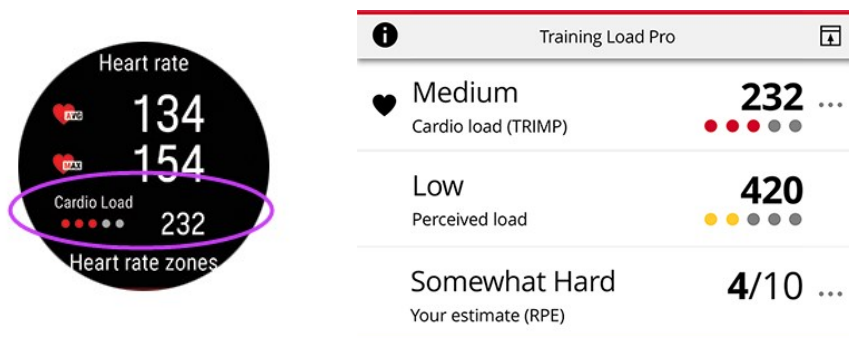 Heart rate
AVG 134
MAX 154
Cardio Load
232
Heart rate zones
Training Load Pro
Medium 232
Cardio load (TRIMP)
Low 420
Perceived load
Somewhat Hard 4/10
Your estimate (RPE)